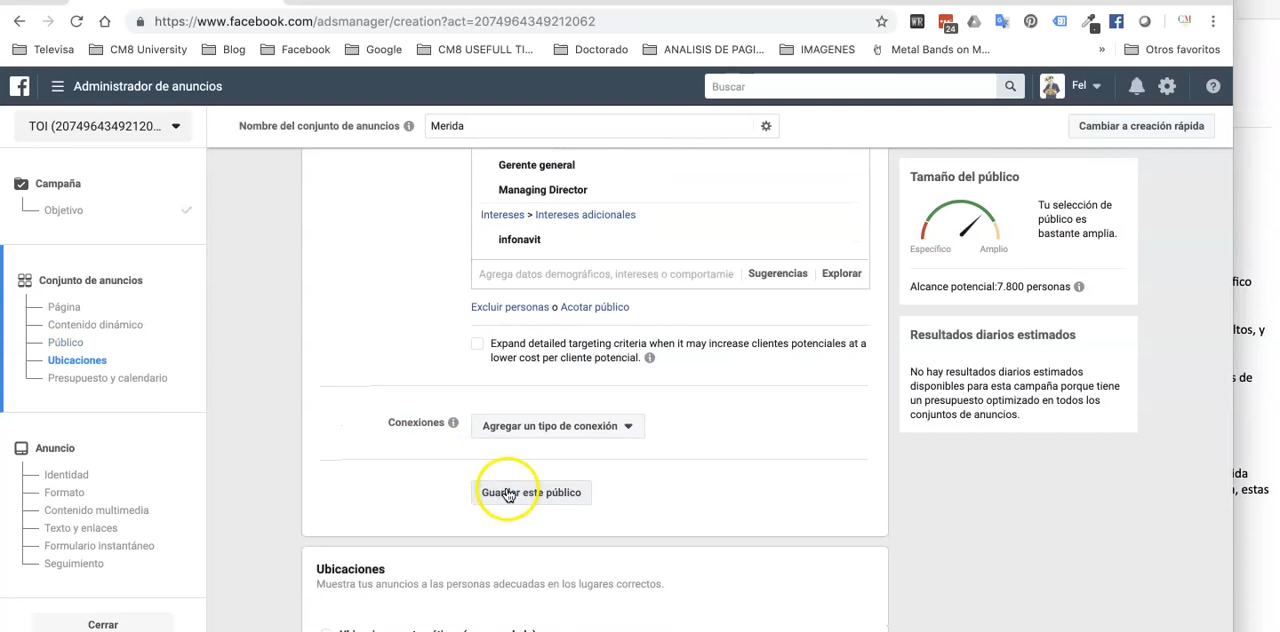 https://www.facebook.com/adsmanager/creation?act=2074964349212062
WR
24
CM
Televisa
CM8 University
Blog
Facebook
Google
CM8 USEFULL TI...
Doctorado
ANALISIS DE PAGI...
IMAGENES
Metal Bands on M...
»
Otros favoritos
Administrador de anuncios
Buscar
Fel
TOI (20749643492120...
Nombre del conjunto de anuncios
Merida
Cambiar a creación rápida
Campaña
Objetivo
Conjunto de anuncios
Página
Contenido dinámico
Público
Ubicaciones
Presupuesto y calendario
Anuncio
Identidad
Formato
Contenido multimedia
Texto y enlaces
Formulario instantáneo
Seguimiento
Cerrar
Gerente general
Managing Director
Intereses > Intereses adicionales
infonavit
Agrega datos demográficos, intereses o comportamie
Sugerencias
Explorar
Excluir personas o Acotar público
Expand detailed targeting criteria when it may increase clientes potenciales at a
lower cost per cliente potencial.
Conexiones
Agregar un tipo de conexión
Guardar este público
Ubicaciones
Muestra tus anuncios a las personas adecuadas en los lugares correctos.
Tamaño del público
Tu selección de
público es
bastante amplia.
Específico
Amplio
Alcance potencial:7.800 personas
Resultados diarios estimados
No hay resultados diarios estimados
disponibles para esta campaña porque tiene
un presupuesto optimizado en todos los
conjuntos de anuncios.
fico
ltos, y
s de
ida
, estas